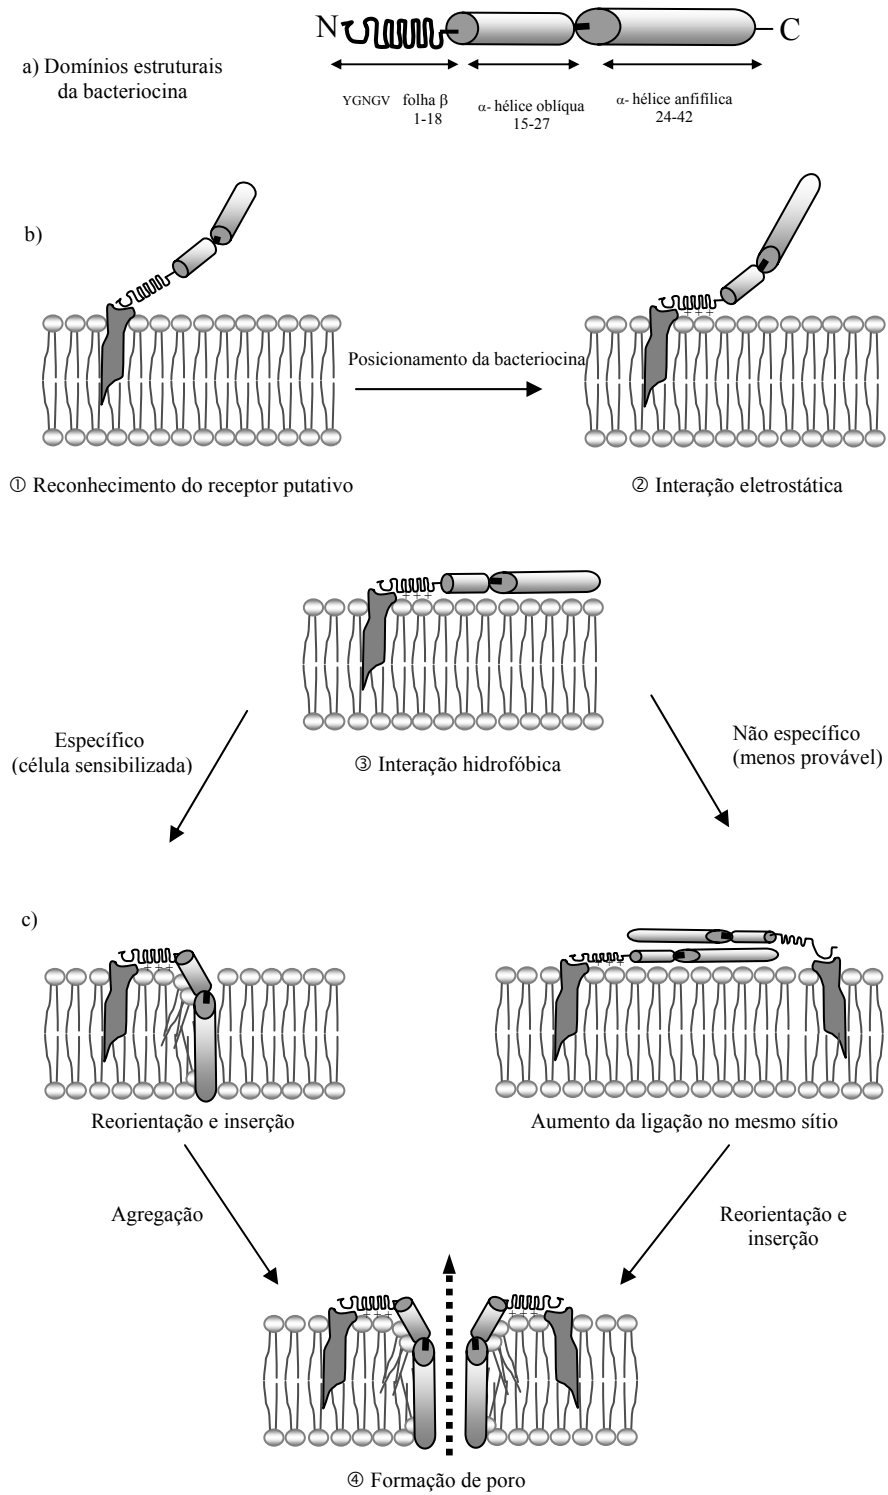 N C
a) Domínios estruturais
da bacteriocina
YGNGV folha β
1-18
α- hélice oblíqua
15-27
α- hélice anfifílica
24-42
b)
Posicionamento da bacteriocina
+ + +
① Reconhecimento do receptor putativo
② Interação eletrostática
+ + +
Específico
(célula sensibilizada)
Não específico
(menos provável)
③ Interação hidrofóbica
c)
+ + +
+ + +
Reorientação e inserção
Aumento da ligação no mesmo sítio
Agregação
Reorientação e
inserção
+ + + + + +
④ Formação de poro